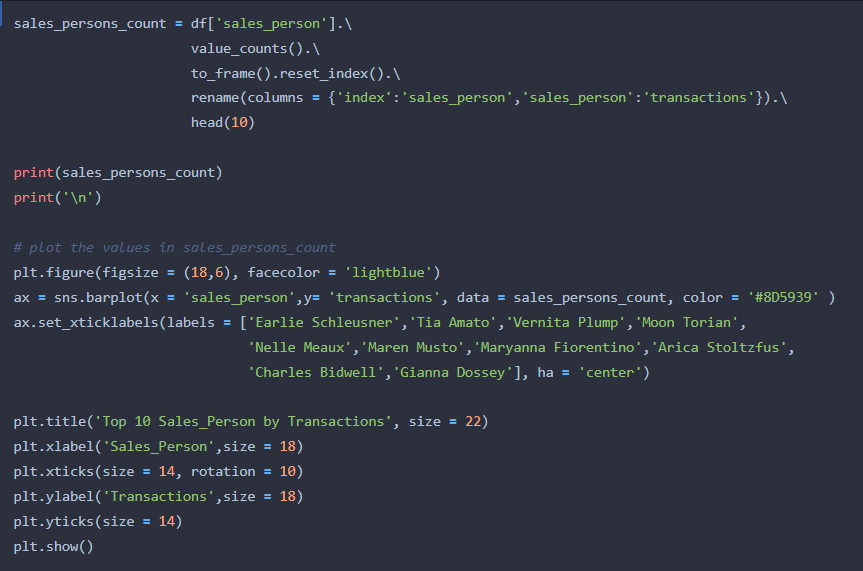 sales_persons_count = df['sales_person'].\
                      value_counts().\
                      to_frame().reset_index().\
                      rename(columns = {'index':'sales_person','sales_person':'transactions'}).\
                      head(10)

print(sales_persons_count)
print('\n')

# plot the values in sales_persons_count
plt.figure(figsize = (18,6), facecolor = 'lightblue')
ax = sns.barplot(x = 'sales_person',y= 'transactions', data = sales_persons_count, color = '#8D5939' )
ax.set_xticklabels(labels = ['Earlie Schleusner','Tia Amato','Vernita Plump','Moon Torian',
                             'Nelle Meaux','Maren Musto','Maryanna Fiorentino','Arica Stoltzfus',
                             'Charles Bidwell','Gianna Dossey'], ha = 'center')

plt.title('Top 10 Sales_Person by Transactions', size = 22)
plt.xlabel('Sales_Person',size = 18)
plt.xticks(size = 14, rotation = 10)
plt.ylabel('Transactions',size = 18)
plt.yticks(size = 14)
plt.show()